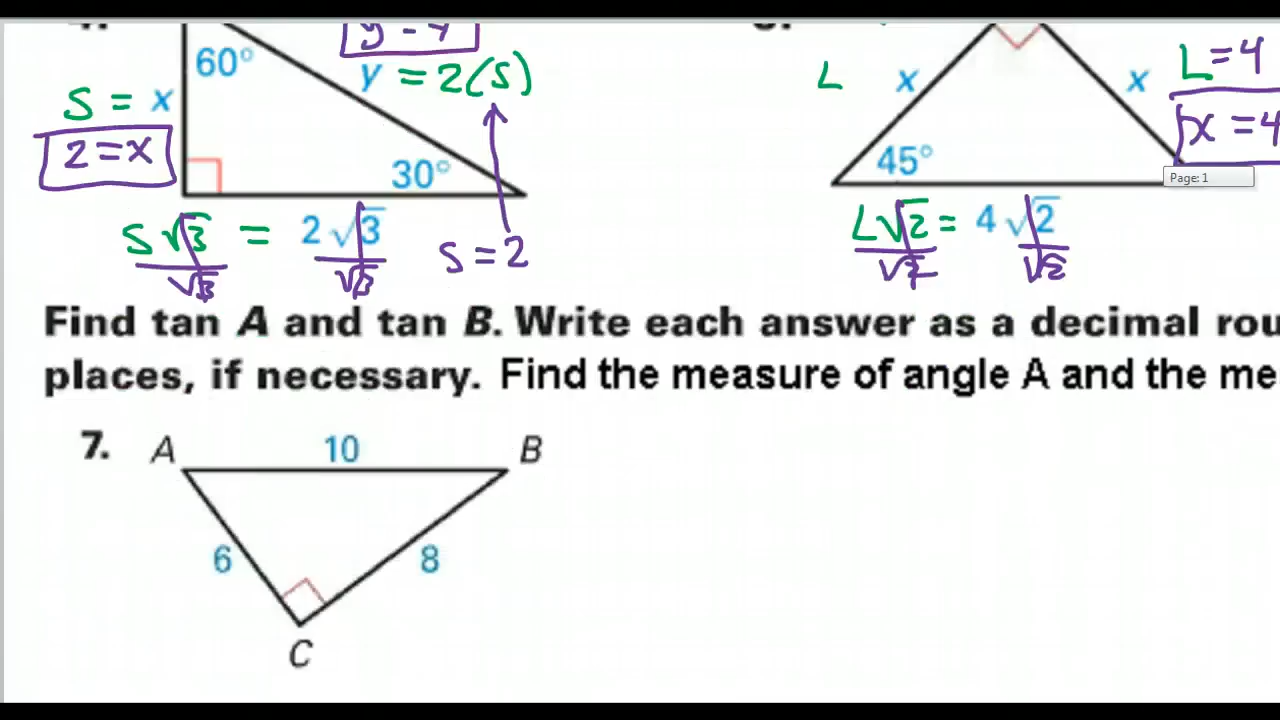 60°
y = 2(s)
s = x
2 = x
30°
s√3 = 2√3
√3 √3
s = 2
L x x
L = 4
x = 4
45°
Page: 1
L√2 = 4√2
√2 √2
Find tan A and tan B. Write each answer as a decimal rou
places, if necessary. Find the measure of angle A and the me
7. A 10 B
6 8
C